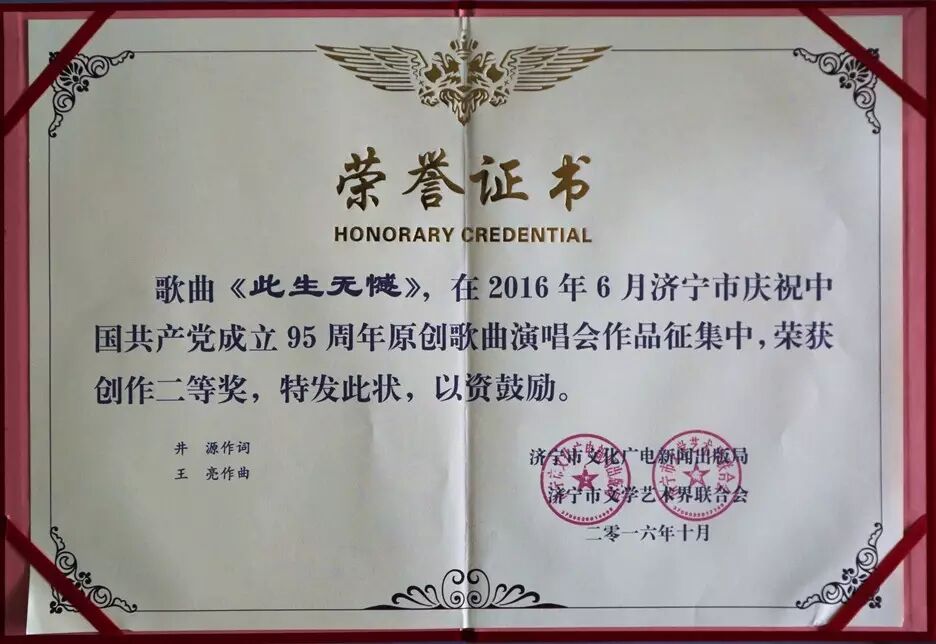 荣誉证书
HONORARY CREDENTIAL
歌曲《此生无憾》，在2016年6月济宁市庆祝中
国共产党成立95周年原创歌曲演唱会作品征集中，荣获
创作二等奖，特发此状，以资鼓励。
井 源作词
王 亮作曲
济宁市文化广电新闻出版局
济宁市文学艺术界联合会
二零一六年十月